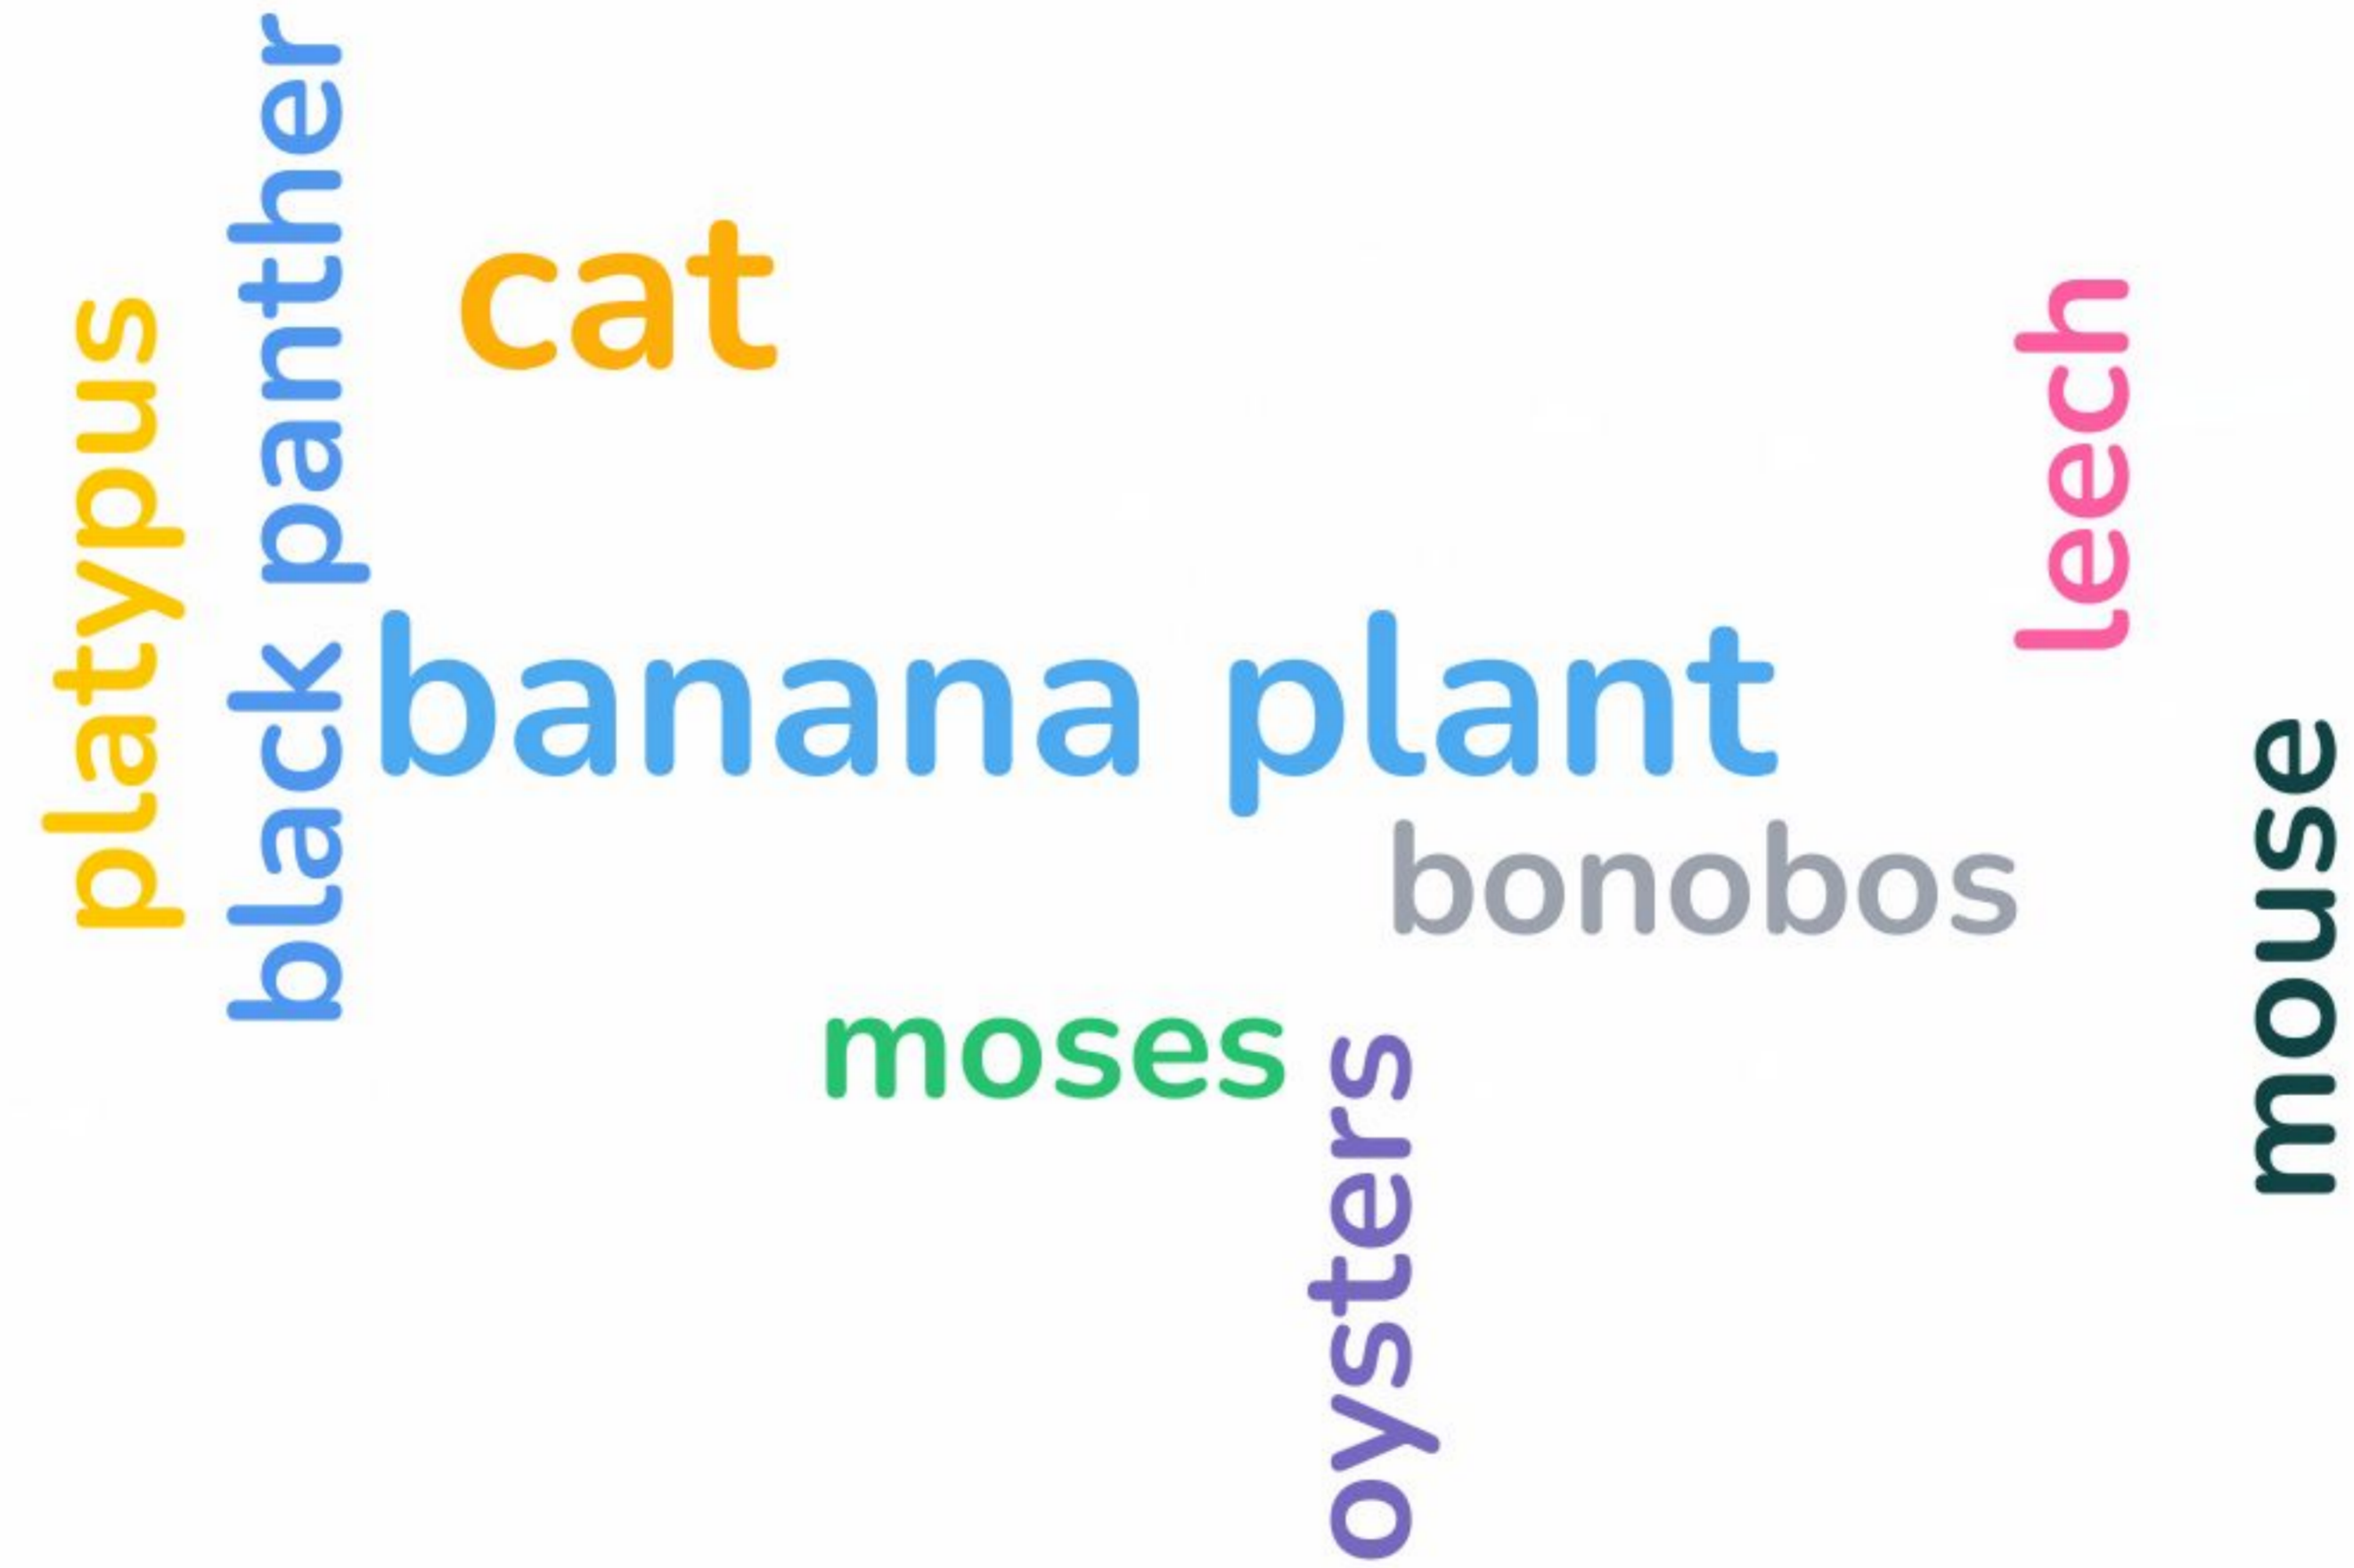 platypus
black panther
cat
banana plant
leech
bonobos
mouse
moses
oysters